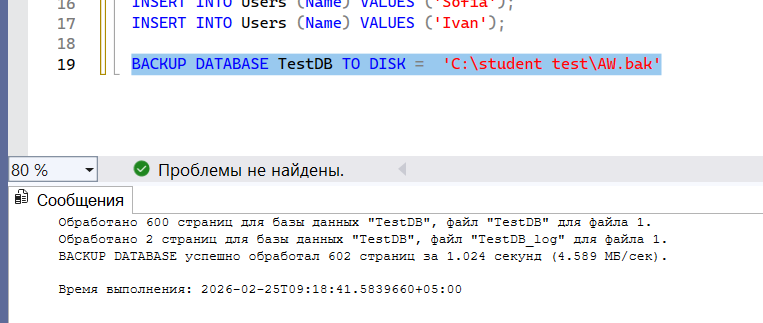 16 INSERT INTO Users (Name) VALUES ('Sofia');
17 INSERT INTO Users (Name) VALUES ('Ivan');
18
19 BACKUP DATABASE TestDB TO DISK = 'C:\student test\AW.bak'
80 %
Проблемы не найдены.
Сообщения
Обработано 600 страниц для базы данных "TestDB", файл "TestDB" для файла 1.
Обработано 2 страниц для базы данных "TestDB", файл "TestDB_log" для файла 1.
BACKUP DATABASE успешно обработал 602 страниц за 1.024 секунд (4.589 МБ/сек).
Время выполнения: 2026-02-25T09:18:41.5839660+05:00